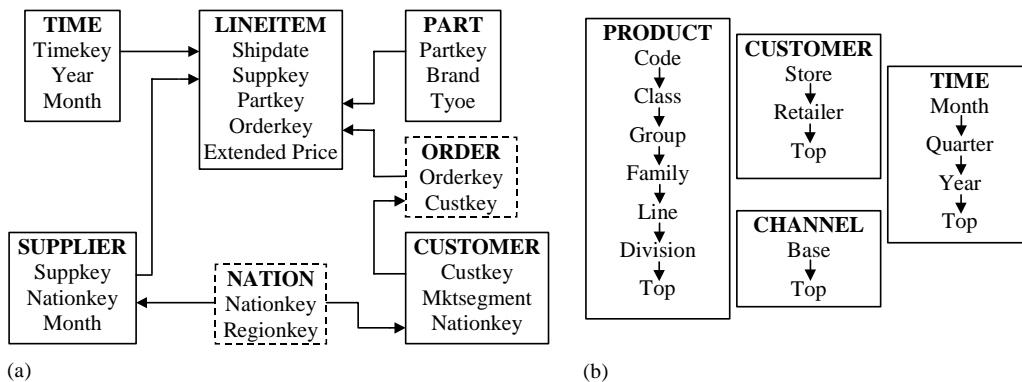 TIME
Timekey
Year
Month
LINEITEM
Shipdate
Suppkey
Partkey
Orderkey
Extended Price
PART
Partkey
Brand
Tyoe
ORDER
Orderkey
Custkey
SUPPLIER
Suppkey
Nationkey
Month
NATION
Nationkey
Regionkey
CUSTOMER
Custkey
Mktsegment
Nationkey
(a)
PRODUCT
Code
Class
Group
Family
Line
Division
Top
CUSTOMER
Store
Retailer
Top
CHANNEL
Base
Top
TIME
Month
Quarter
Year
Top
(b)